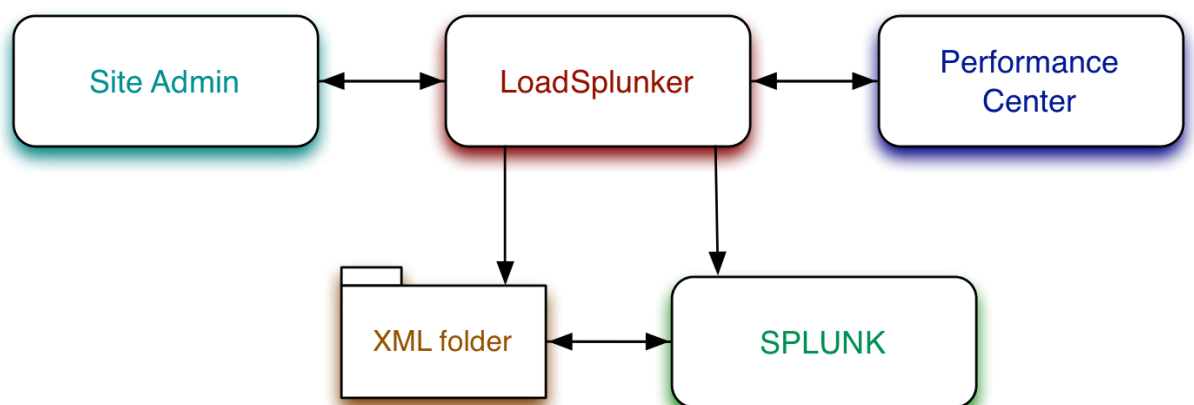 Site Admin
LoadSplunker
Performance
Center
XML folder
SPLUNK